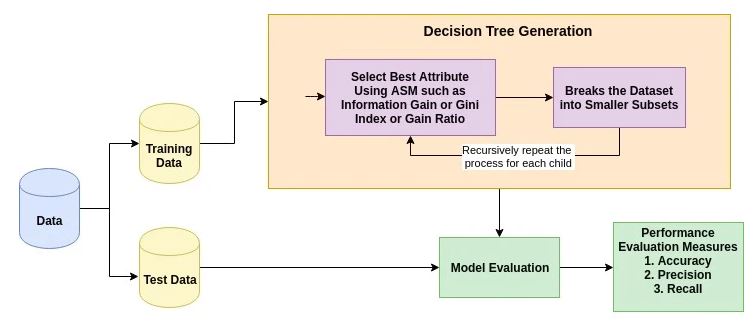 Decision Tree Generation
Select Best Attribute
Using ASM such as
Information Gain or Gini
Index or Gain Ratio
Breaks the Dataset
into Smaller Subsets
Recursively repeat the
process for each child
Training
Data
Data
Test Data
Model Evaluation
Performance
Evaluation Measures
1. Accuracy
2. Precision
3. Recall